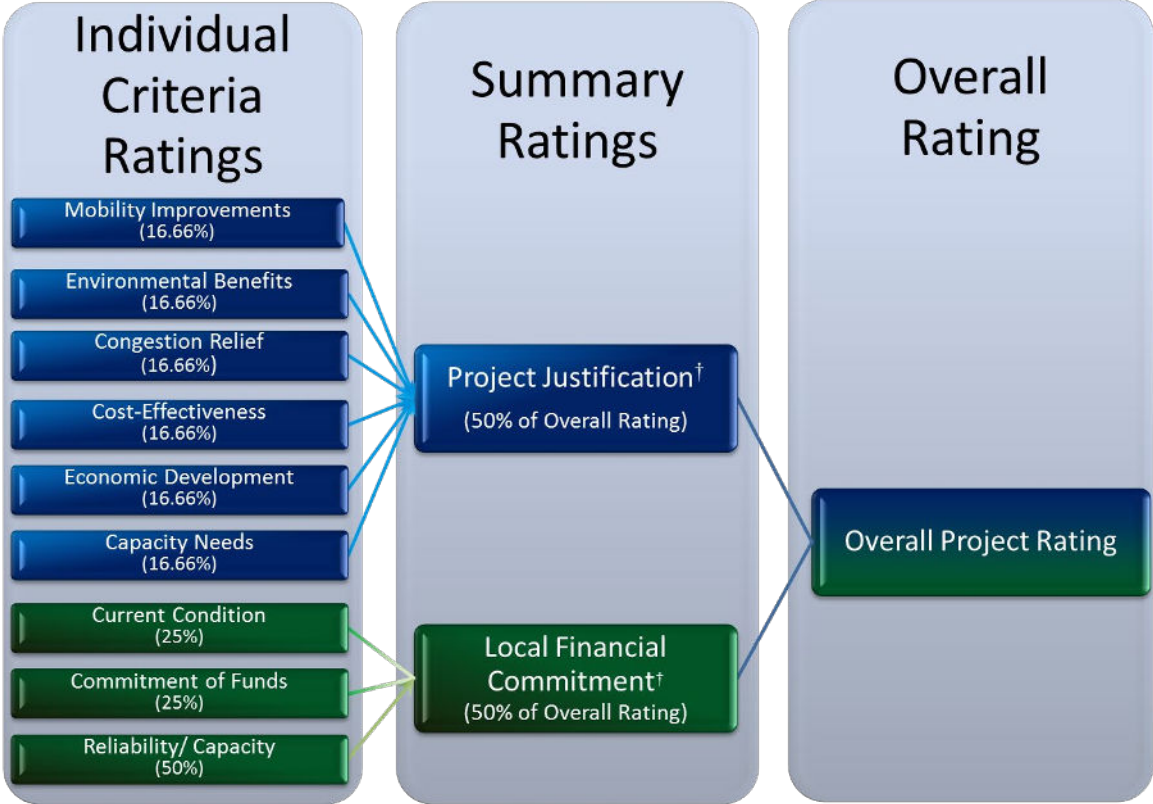 Individual
Criteria
Ratings
Mobility Improvements
(16.66%)
Environmental Benefits
(16.66%)
Congestion Relief
(16.66%)
Cost-Effectiveness
(16.66%)
Economic Development
(16.66%)
Capacity Needs
(16.66%)
Current Condition
(25%)
Commitment of Funds
(25%)
Reliability/ Capacity
(50%)
Summary
Ratings
Project Justification†
(50% of Overall Rating)
Local Financial
Commitment†
(50% of Overall Rating)
Overall
Rating
Overall Project Rating